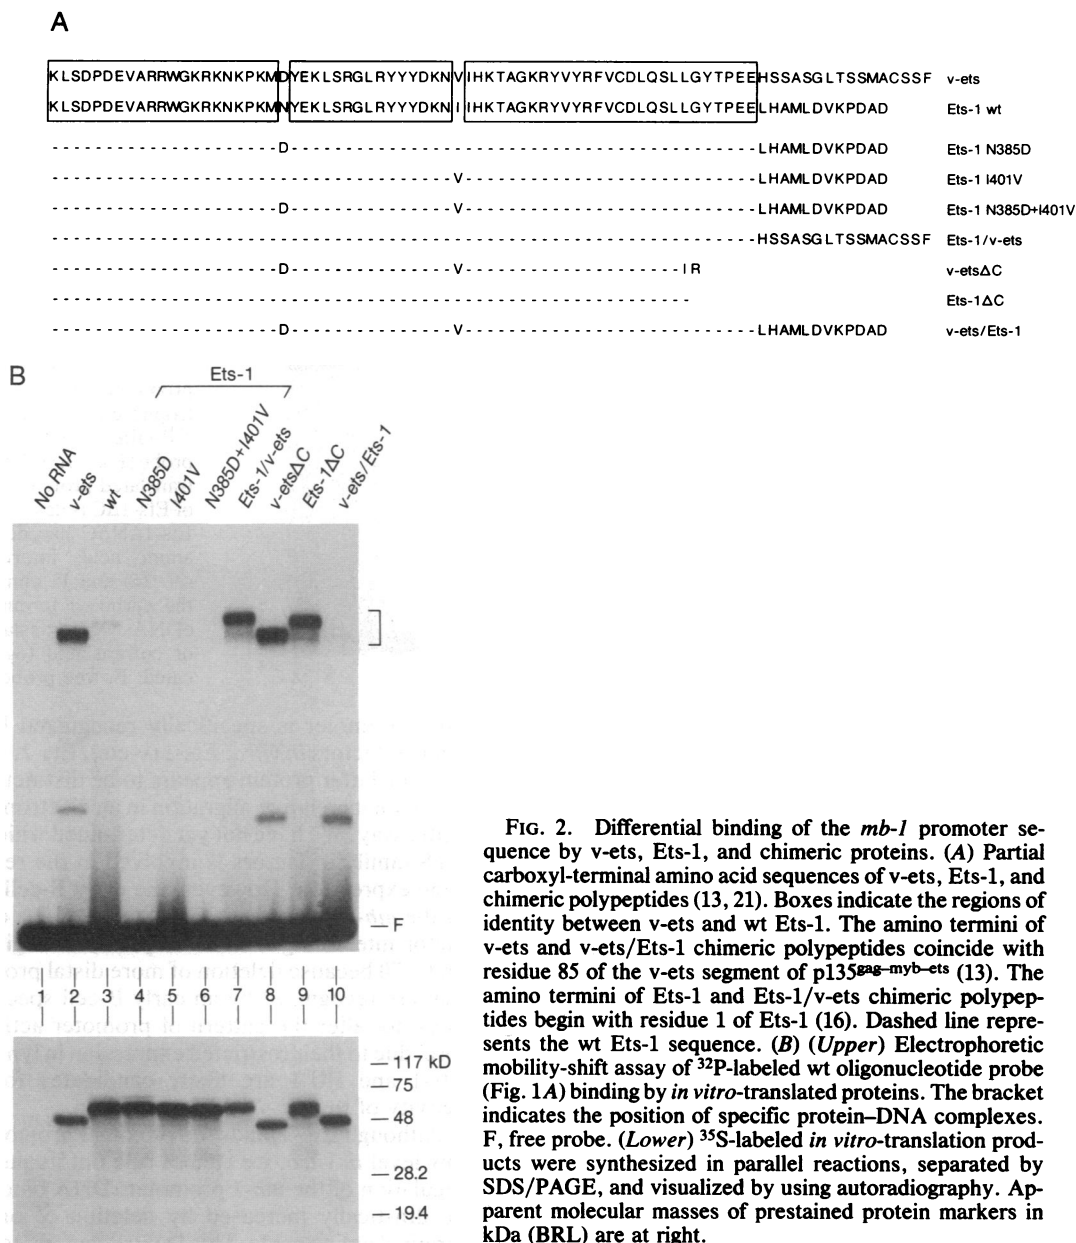 A
KLSDPDEVARRWGKRKNKPKMDYEKLSRGLRYYYDKNVIHKTAGKRYVYRFVCDLQSLLGYTPEEHSSASGLTSSMACSSF v-ets
KLSDPDEVARRWGKRKNKPKMNYEKLSRGLRYYYDKNIIHKTAGKRYVYRFVCDLQSLLGYTPEELHAMLDVKPDAD Ets-1 wt
---------------------D------------------------------------------LHAMLDVKPDAD Ets-1 N385D
-------------------------------------V---------------------------LHAMLDVKPDAD Ets-1 I401V
---------------------D---------------V---------------------------LHAMLDVKPDAD Ets-1 N385D+I401V
-----------------------------------------------------------------HSSASGLTSSMACSSF Ets-1/v-ets
---------------------D---------------V--------------------IR v-etsΔC
----------------------------------------------------------- Ets-1ΔC
---------------------D---------------V---------------------------LHAMLDVKPDAD v-ets/Ets-1
B
Ets-1
No RNA v-ets wt N385D I401V N385D+I401V Ets-1/v-ets v-etsΔC Ets-1ΔC v-ets/Ets-1
F
1 2 3 4 5 6 7 8 9 10
117 kD
75
48
28.2
19.4
FIG. 2. Differential binding of the mb-1 promoter se-
quence by v-ets, Ets-1, and chimeric proteins. (A) Partial
carboxyl-terminal amino acid sequences of v-ets, Ets-1, and
chimeric polypeptides (13, 21). Boxes indicate the regions of
identity between v-ets and wt Ets-1. The amino termini of
v-ets and v-ets/Ets-1 chimeric polypeptides coincide with
residue 85 of the v-ets segment of p135gag-myb-ets (13). The
amino termini of Ets-1 and Ets-1/v-ets chimeric polypep-
tides begin with residue 1 of Ets-1 (16). Dashed line repre-
sents the wt Ets-1 sequence. (B) (Upper) Electrophoretic
mobility-shift assay of 32P-labeled wt oligonucleotide probe
(Fig. 1A) binding by in vitro-translated proteins. The bracket
indicates the position of specific protein–DNA complexes.
F, free probe. (Lower) 35S-labeled in vitro-translation prod-
ucts were synthesized in parallel reactions, separated by
SDS/PAGE, and visualized by using autoradiography. Ap-
parent molecular masses of prestained protein markers in
kDa (BRL) are at right.